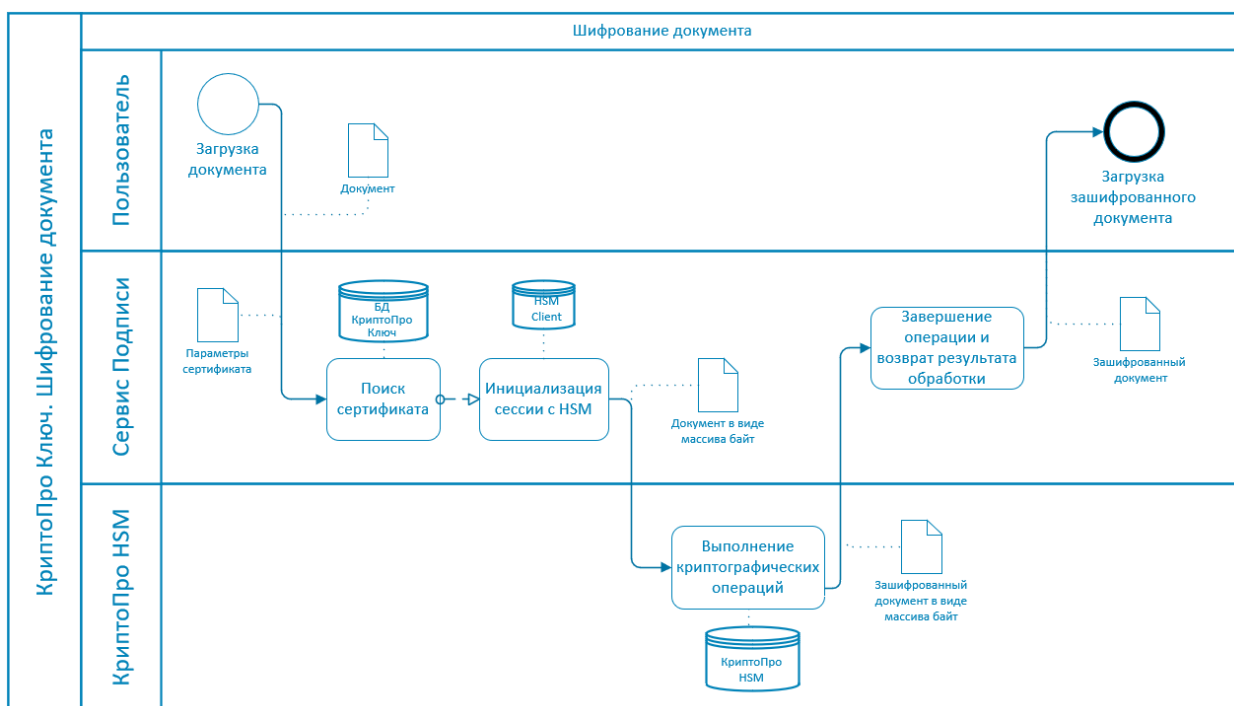 КриптоПро Ключ. Шифрование документа
Шифрование документа
Пользователь
Загрузка
документа
Документ
Загрузка
зашифрованного
документа
Сервис Подписи
Параметры
сертификата
БД
КриптоПро
Ключ
Поиск
сертификата
HSM
Client
Инициализация
сессии с HSM
Документ в виде
массива байт
Завершение
операции и
возврат результата
обработки
Зашифрованный
документ
КриптоПро HSM
Выполнение
криптографических
операций
КриптоПро
HSM
Зашифрованный
документ в виде
массива байт